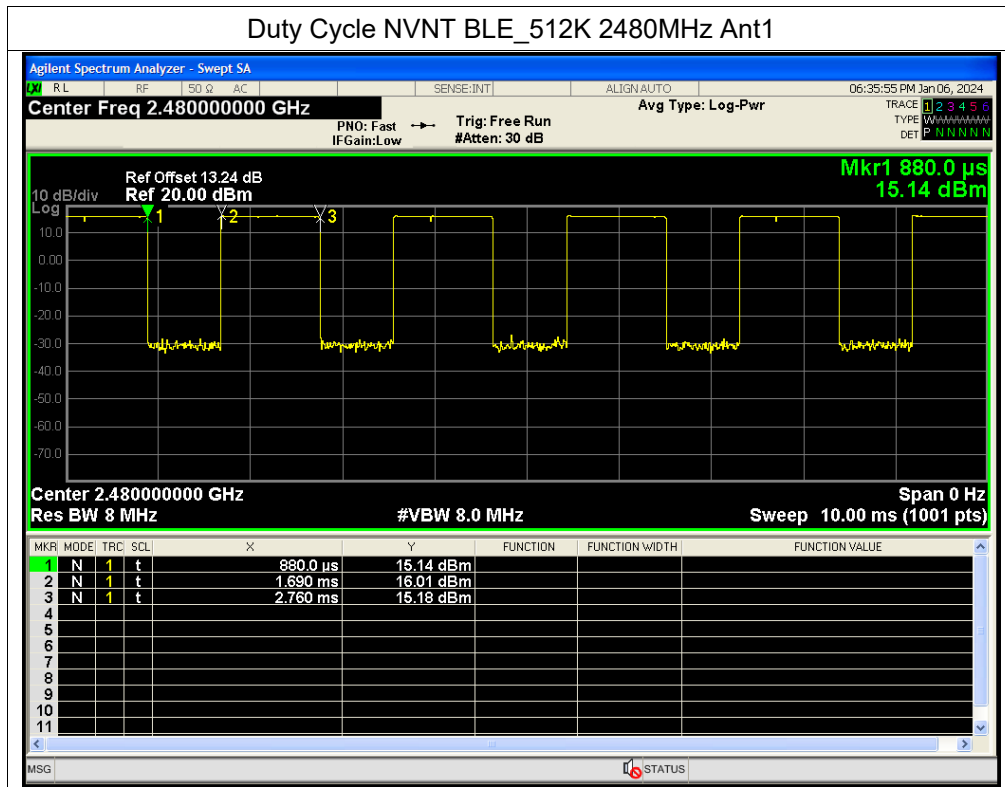 Duty Cycle NVNT BLE_512K 2480MHz Ant1
Agilent Spectrum Analyzer - Swept SA
RL RF 50 Ω AC SENSE:INT ALIGN AUTO 06:35:55 PM Jan 06, 2024
Center Freq 2.480000000 GHz Avg Type: Log-Pwr TRACE 1 2 3 4 5 6
PNO: Fast Trig: Free Run TYPE
IFGain:Low #Atten: 30 dB DET P N N N N N
Mkr1 880.0 µs
Ref Offset 13.24 dB
10 dB/div Ref 20.00 dBm 15.14 dBm
Log
1 2 3
10.0
0.00
-10.0
-20.0
-30.0
-40.0
-50.0
-60.0
-70.0
Center 2.480000000 GHz Span 0 Hz
Res BW 8 MHz #VBW 8.0 MHz Sweep 10.00 ms (1001 pts)
MKR MODE TRC SCL X Y FUNCTION FUNCTION WIDTH FUNCTION VALUE
1 N 1 t 880.0 µs 15.14 dBm
2 N 1 t 1.690 ms 16.01 dBm
3 N 1 t 2.760 ms 15.18 dBm
4
5
6
7
8
9
10
11
MSG STATUS